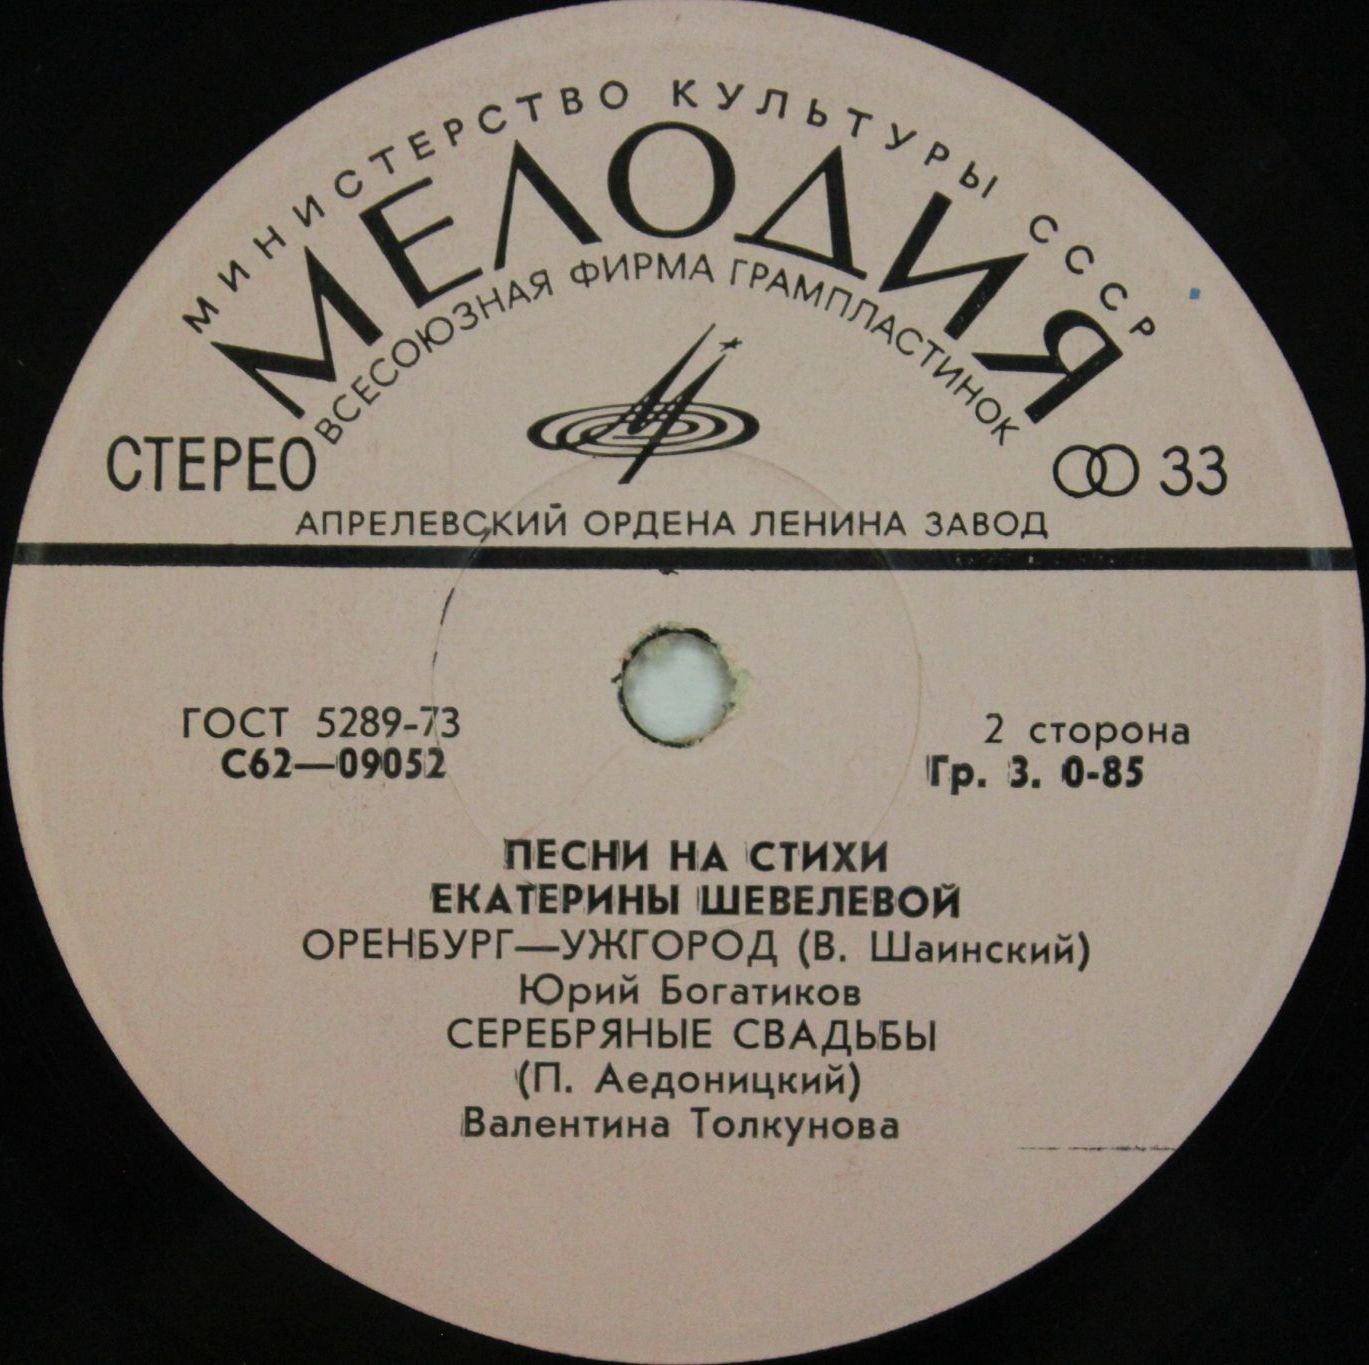 МИНИСТЕРСТВО КУЛЬТУРЫ СССР
МЕЛОДИЯ
ВСЕСОЮЗНАЯ ФИРМА ГРАМПЛАСТИНОК
СТЕРЕО
33
АПРЕЛЕВСКИЙ ОРДЕНА ЛЕНИНА ЗАВОД
ГОСТ 5289-73
С62—09052
2 сторона
Гр. 3. 0-85
ПЕСНИ НА СТИХИ
ЕКАТЕРИНЫ ШЕВЕЛЕВОЙ
ОРЕНБУРГ—УЖГОРОД (В. Шаинский)
Юрий Богатиков
СЕРЕБРЯНЫЕ СВАДЬБЫ
(П. Аедоницкий)
Валентина Толкунова